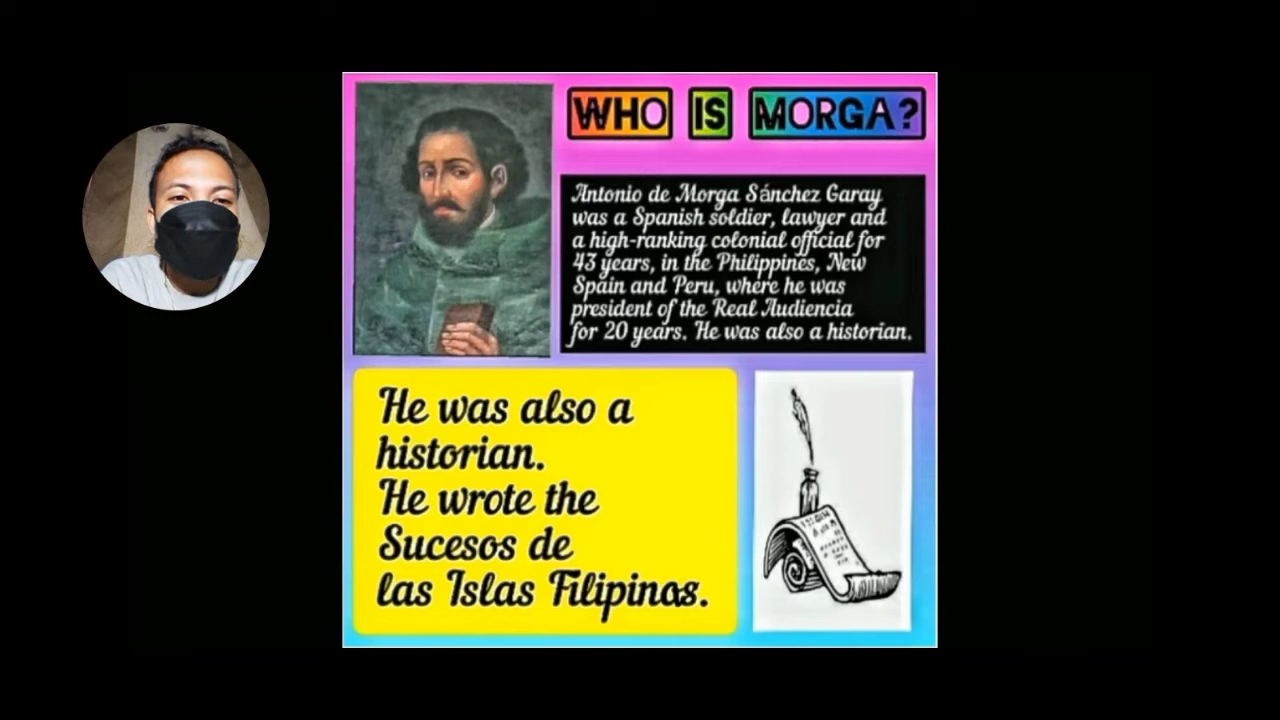 WHO IS MORGA?
Antonio de Morga Sánchez Garay
was a Spanish soldier, lawyer and
a high-ranking colonial official for
43 years, in the Philippines, New
Spain and Peru, where he was
president of the Real Audiencia
for 20 years. He was also a historian.
He was also a
historian.
He wrote the
Sucesos de
las Islas Filipinas.